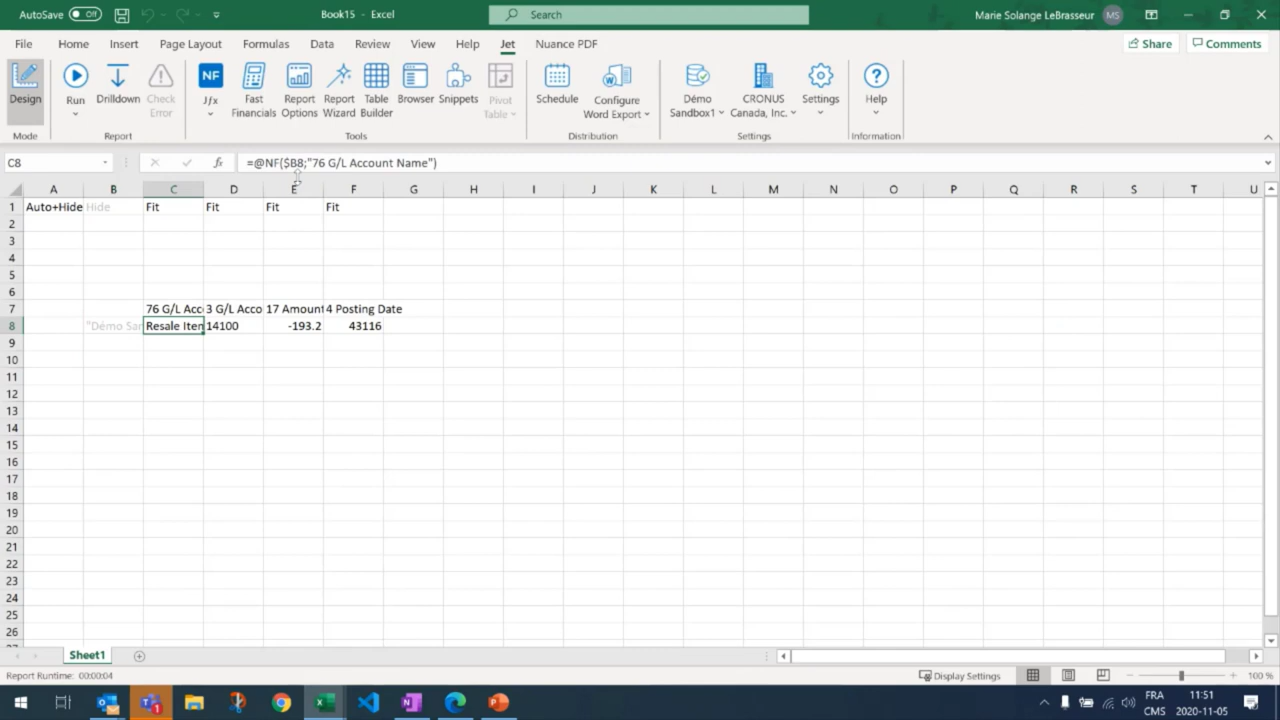 AutoSave Off Book15 - Excel Search Marie Solange LeBrasseur MS
File Home Insert Page Layout Formulas Data Review View Help Jet Nuance PDF Share Comments
Design Run Drilldown Check Error NF Jfx Fast Financials Report Options Report Wizard Table Builder Browser Snippets Pivot Table Schedule Configure Word Export Démo Sandbox1 CRONUS Canada, Inc. Settings Help
Mode Report Tools Distribution Settings Information
C8 fx =@NF($B8;"76 G/L Account Name")
A B C D E F G H I J K L M N O P Q R S T U
1 Auto+Hide Hide Fit Fit Fit Fit
2
3
4
5
6
7 76 G/L Acc 3 G/L Acco 17 Amount 4 Posting Date
8 "Démo Sar Resale Iten 14100 -193.2 43116
9
10
11
12
13
14
15
16
17
18
19
20
21
22
23
24
25
26
Sheet1
Report Runtime: 00:00:04 Display Settings 100 %
FRA 11:51
CMS 2020-11-05